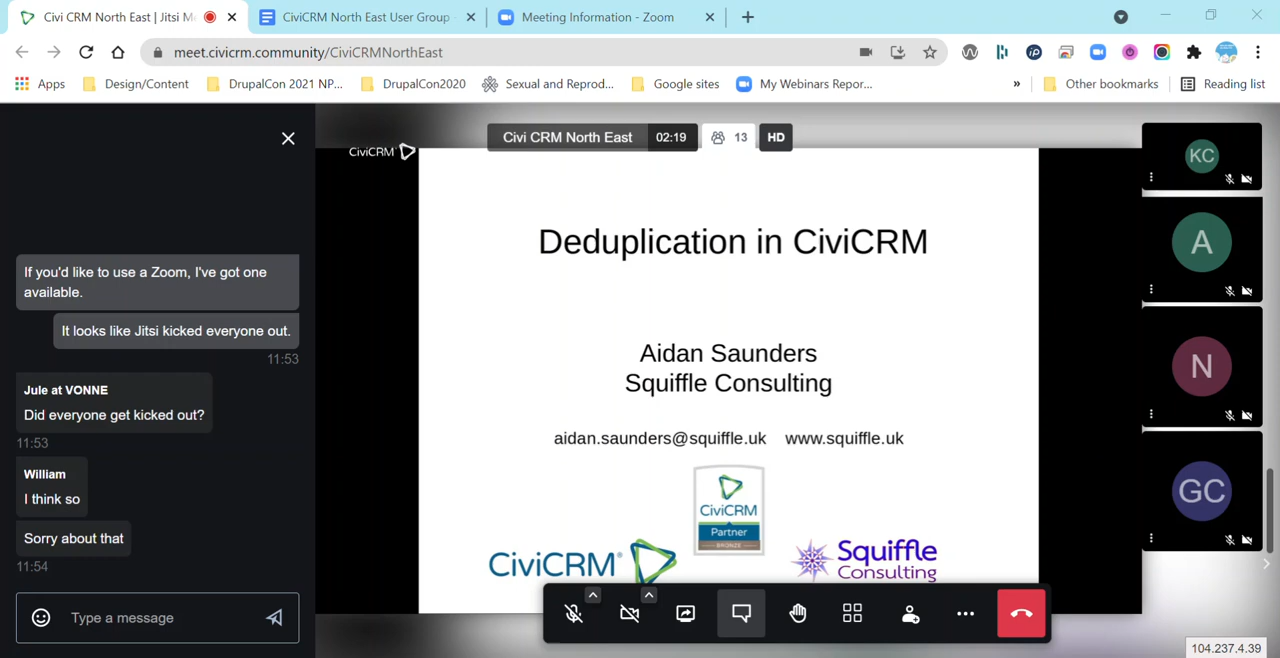 Civi CRM North East | Jitsi M
CiviCRM North East User Group
Meeting Information - Zoom
meet.civicrm.community/CiviCRMNorthEast
Apps
Design/Content
DrupalCon 2021 NP...
DrupalCon2020
Sexual and Reprod...
Google sites
My Webinars Repor...
»
Other bookmarks
Reading list
If you'd like to use a Zoom, I've got one
available.
It looks like Jitsi kicked everyone out.
11:53
Jule at VONNE
Did everyone get kicked out?
11:53
William
I think so
Sorry about that
11:54
Type a message
CiviCRM
Civi CRM North East
02:19
13
HD
Deduplication in CiviCRM
Aidan Saunders
Squiffle Consulting
aidan.saunders@squiffle.uk www.squiffle.uk
CiviCRM
Partner
BRONZE
CiviCRM®
Squiffle
Consulting
KC
A
N
GC
104.237.4.39